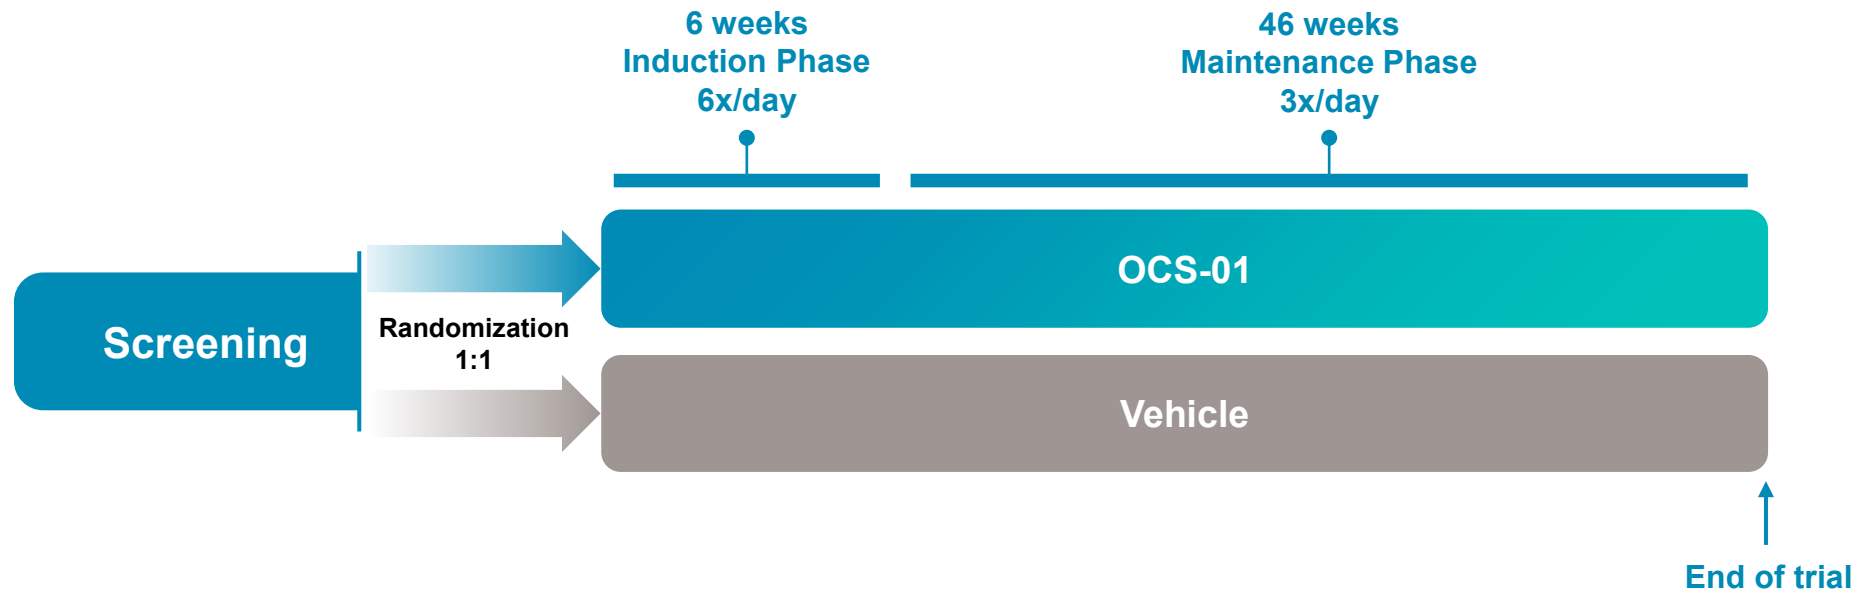 6 weeks
Induction Phase
6x/day
46 weeks
Maintenance Phase
3x/day
Screening
Randomization
1:1
OCS-01
Vehicle
End of trial